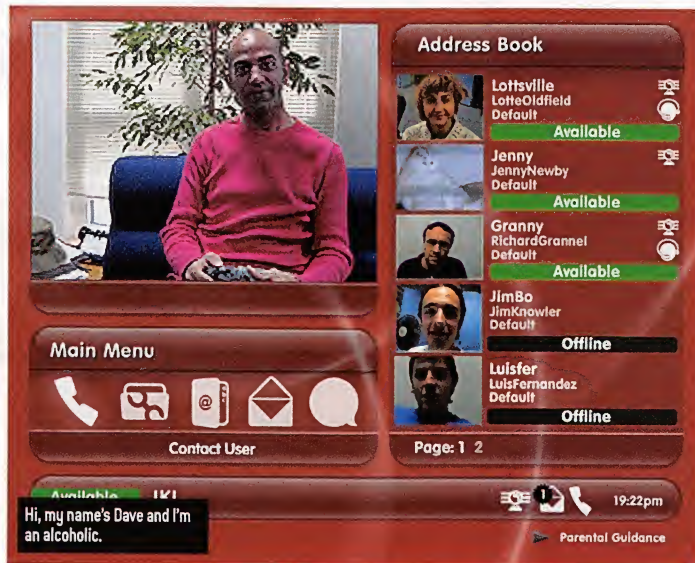 Address Book
Lottsville
LotteOldfield
Default
Available
Jenny
JennyNewby
Default
Available
Granny
RichardGrannel
Default
Available
JimBo
JimKnowler
Default
Offline
Luisfer
LuisFernandez
Default
Offline
Page: 1 2
Main Menu
@
Contact User
Available
1
19:22pm
Parental Guidance
Hi, my name's Dave and I'm
an alcoholic.